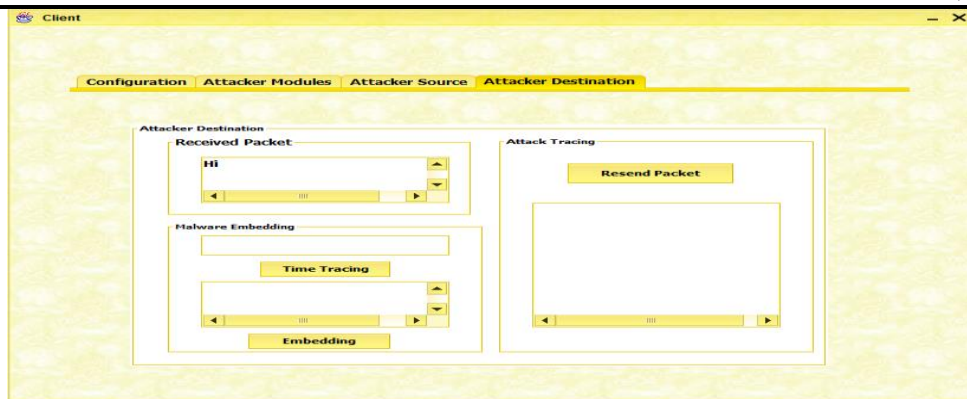 Client
Configuration Attacker Modules Attacker Source Attacker Destination
Attacker Destination
Received Packet
Hi
Malware Embedding
Time Tracing
Embedding
Attack Tracing
Resend Packet